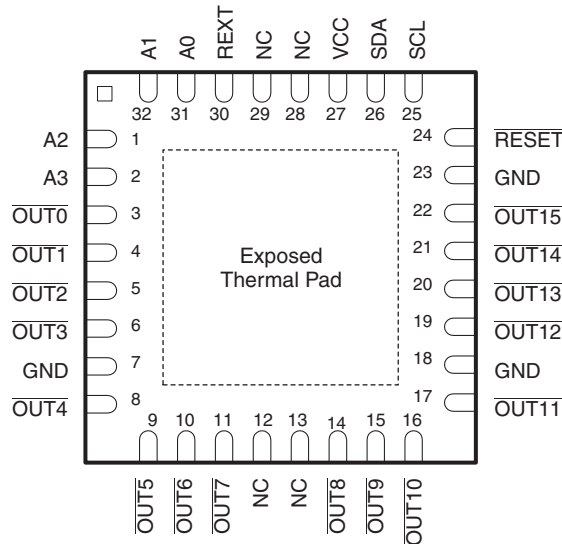 A1 A0 REXT NC NC VCC SDA SCL
32 31 30 29 28 27 26 25
A2 1 24 RESET
A3 2 23 GND
OUT0 3 22 OUT15
OUT1 4 21 OUT14
OUT2 5 20 OUT13
OUT3 6 19 OUT12
GND 7 18 GND
OUT4 8 17 OUT11
Exposed
Thermal Pad
9 10 11 12 13 14 15 16
OUT5 OUT6 OUT7 NC NC OUT8 OUT9 OUT10